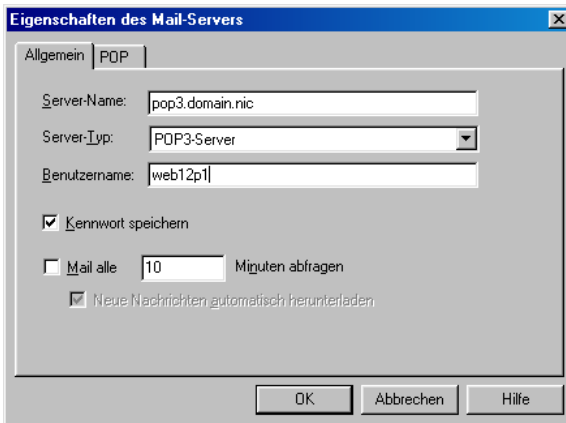 Eigenschaften des Mail-Servers
Allgemein POP
Server-Name: pop3.domain.nic
Server-Typ: POP3-Server
Benutzername: web12p1
Kennwort speichern
Mail alle 10 Minuten abfragen
Neue Nachrichten automatisch herunterladen
OK Abbrechen Hilfe